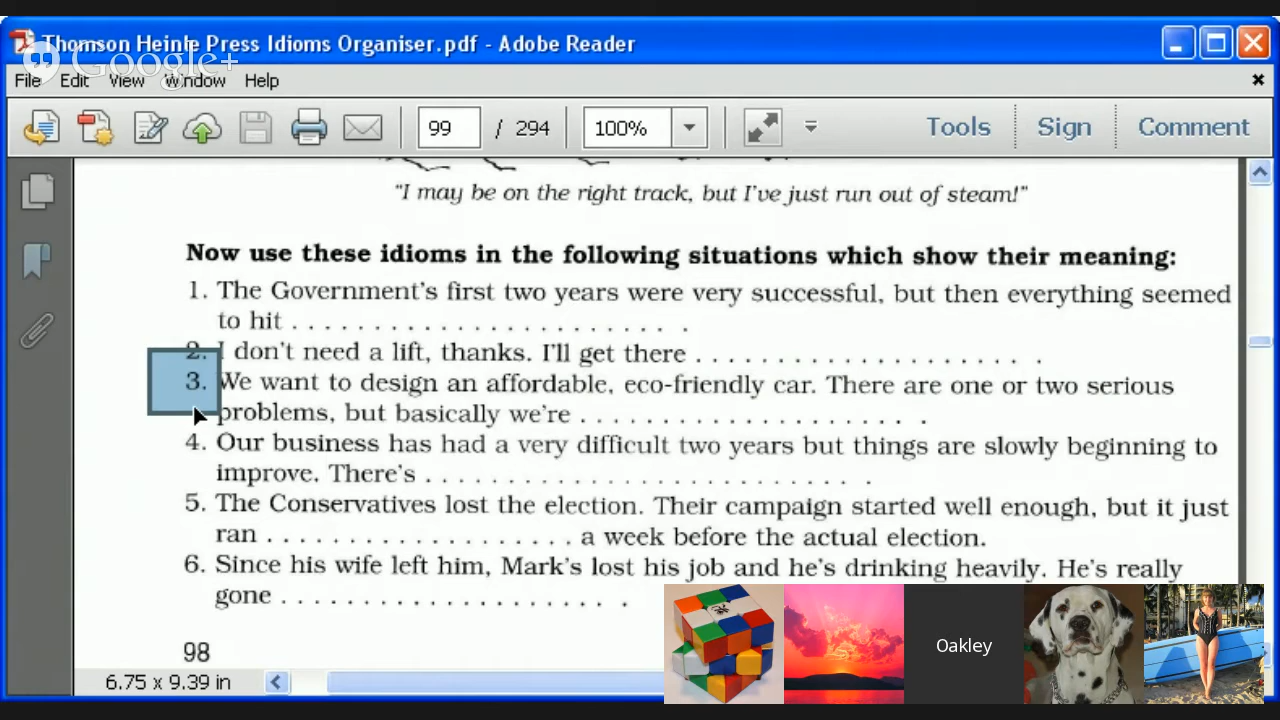 Thomson Heinle Press Idioms Organiser.pdf - Adobe Reader
Google+
File Edit View Window Help
99 / 294 100% Tools Sign Comment
"I may be on the right track, but I've just run out of steam!"
Now use these idioms in the following situations which show their meaning:
1. The Government's first two years were very successful, but then everything seemed
to hit . . . . . . . . . . . . . . . . . . . . . . .
2. I don't need a lift, thanks. I'll get there . . . . . . . . . . . . . . . . . . . .
3. We want to design an affordable, eco-friendly car. There are one or two serious
problems, but basically we're . . . . . . . . . . . . . . . . . . . .
4. Our business has had a very difficult two years but things are slowly beginning to
improve. There's . . . . . . . . . . . . . . . . . . . . . . . . . .
5. The Conservatives lost the election. Their campaign started well enough, but it just
ran . . . . . . . . . . . . . . . . . . a week before the actual election.
6. Since his wife left him, Mark's lost his job and he's drinking heavily. He's really
gone . . . . . . . . . . . . . . . . . . . .
Oakley
98
6.75 x 9.39 in